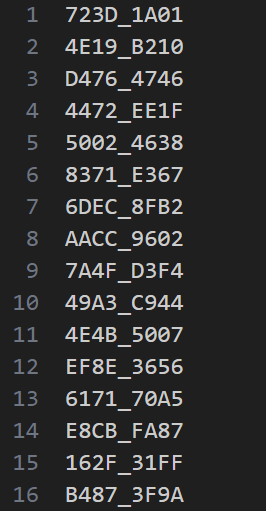 1 723D_1A01
2 4E19_B210
3 D476_4746
4 4472_EE1F
5 5002_4638
6 8371_E367
7 6DEC_8FB2
8 AACC_9602
9 7A4F_D3F4
10 49A3_C944
11 4E4B_5007
12 EF8E_3656
13 6171_70A5
14 E8CB_FA87
15 162F_31FF
16 B487_3F9A